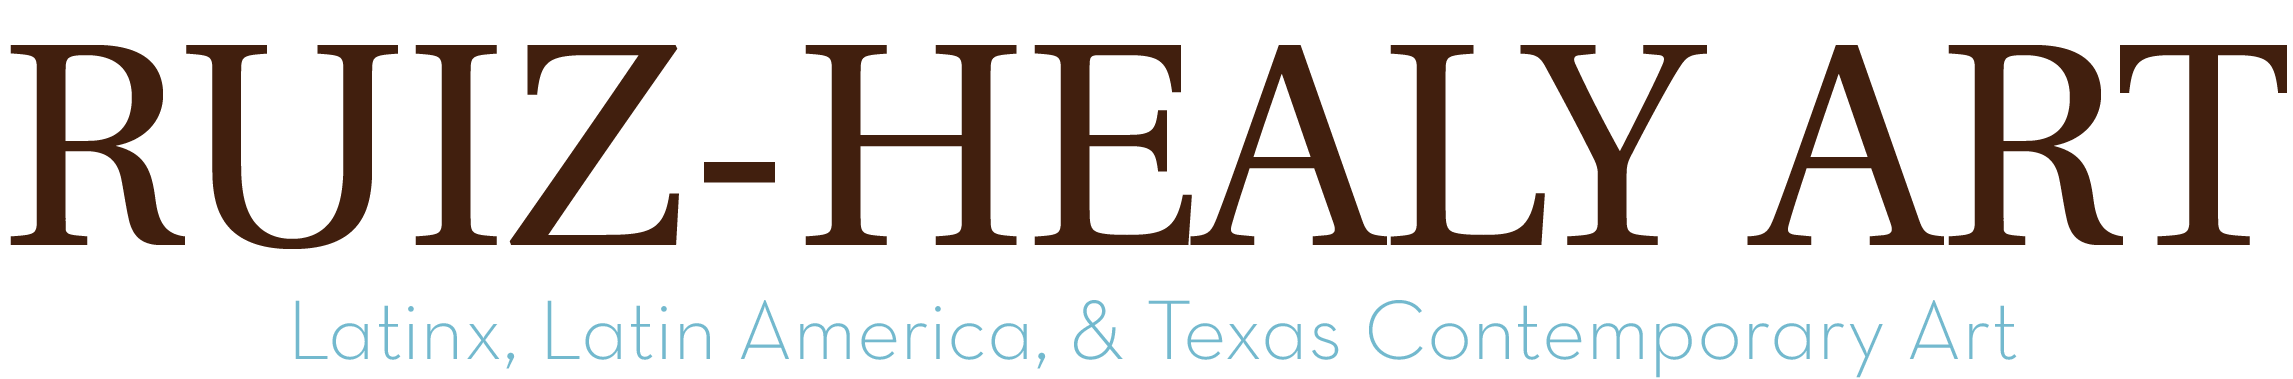 RUIZ-HEALY ART
Latinx, Latin America, & Texas Contemporary Art